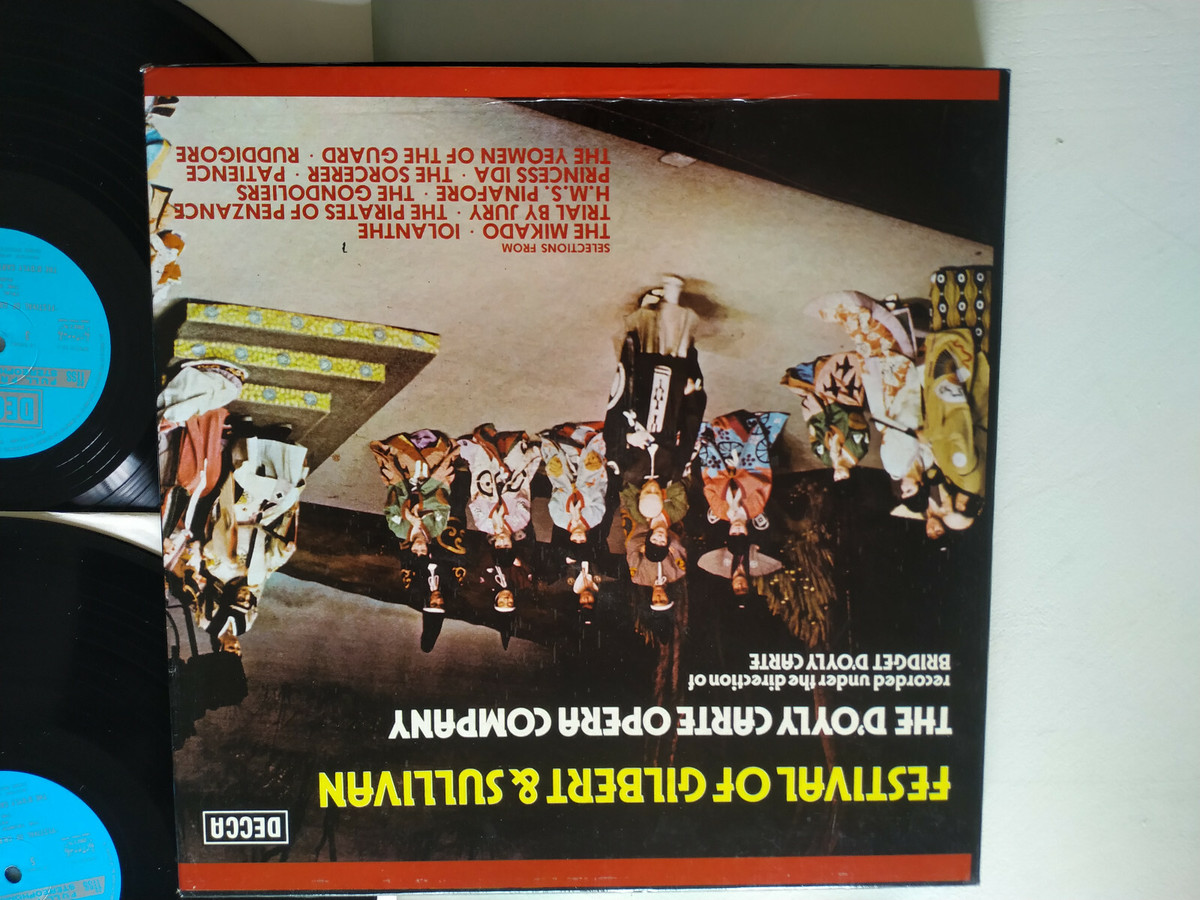 DECCA
FESTIVAL OF GILBERT & SULLIVAN
THE D'OYLY CARTE OPERA COMPANY
recorded under the direction of
BRIDGET D'OYLY CARTE
SELECTIONS FROM
THE MIKADO · IOLANTHE
TRIAL BY JURY · THE PIRATES OF PENZANCE
H.M.S. PINAFORE · THE GONDOLIERS
PRINCESS IDA · THE SORCERER · PATIENCE
THE YEOMEN OF THE GUARD · RUDDIGORE